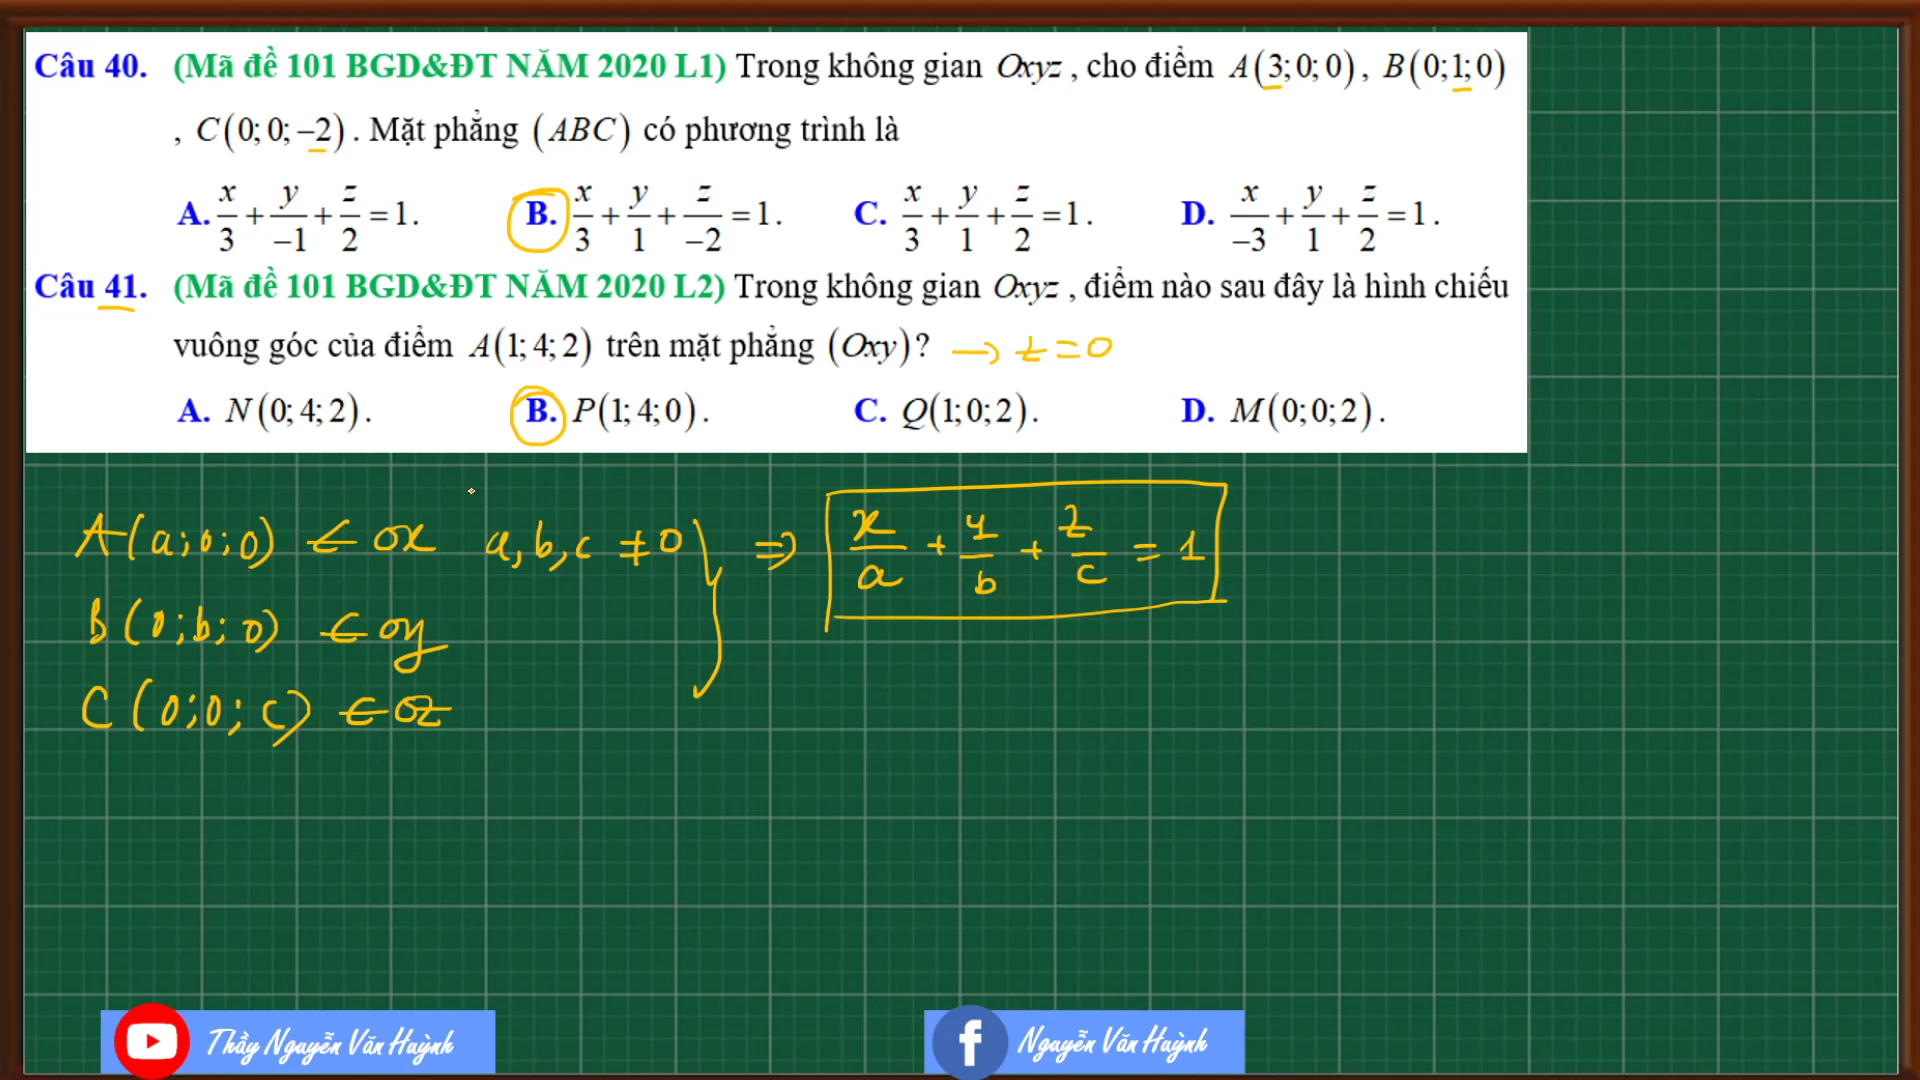 Câu 40. (Mã đề 101 BGD&ĐT NĂM 2020 L1) Trong không gian Oxyz , cho điểm A(3;0;0) , B(0;1;0)
, C(0;0;−2) . Mặt phẳng (ABC) có phương trình là
A. x/3 + y/−1 + z/2 = 1. B. x/3 + y/1 + z/−2 = 1. C. x/3 + y/1 + z/2 = 1. D. x/−3 + y/1 + z/2 = 1.
Câu 41. (Mã đề 101 BGD&ĐT NĂM 2020 L2) Trong không gian Oxyz , điểm nào sau đây là hình chiếu
vuông góc của điểm A(1;4;2) trên mặt phẳng (Oxy)? → z = 0
A. N(0;4;2). B. P(1;4;0). C. Q(1;0;2). D. M(0;0;2).
A(a;0;0) ∈ Ox a,b,c ≠ 0 ⇒ x/a + y/b + z/c = 1
B(0;b;0) ∈ Oy
C(0;0;c) ∈ Oz
Thầy Nguyễn Văn Huỳnh
Nguyễn Văn Huỳnh